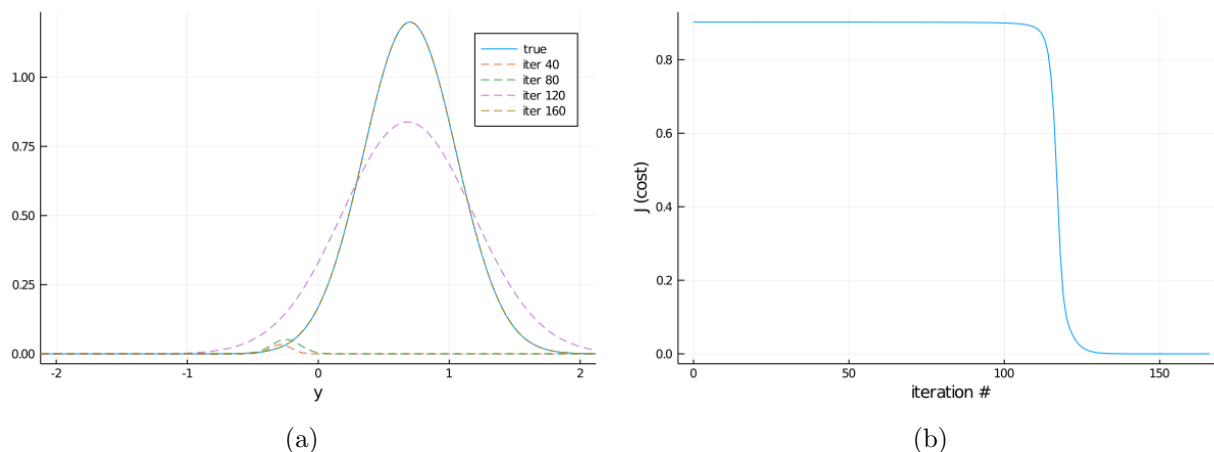 1.00
0.75
0.50
0.25
0.00
-2 -1 0 1 2
y
true
iter 40
iter 80
iter 120
iter 160
(a)
J (cost)
0.8
0.6
0.4
0.2
0.0
0 50 100 150
iteration #
(b)